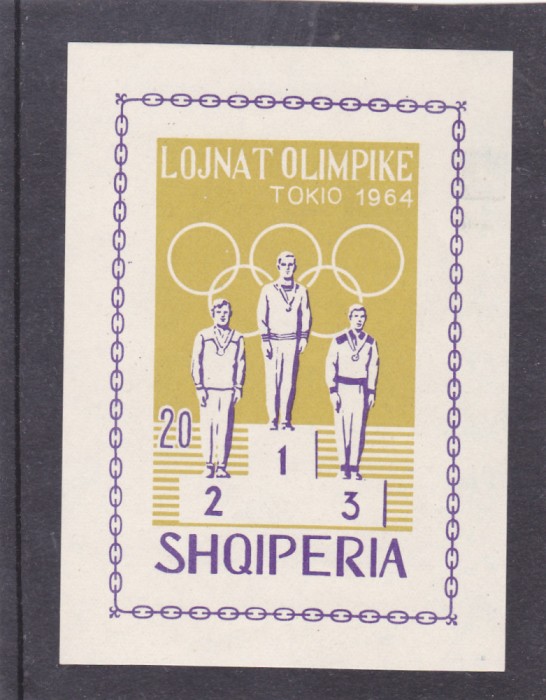 LOJNAT OLIMPIKE
TOKIO 1964
20
1
2
3
SHQIPERIA